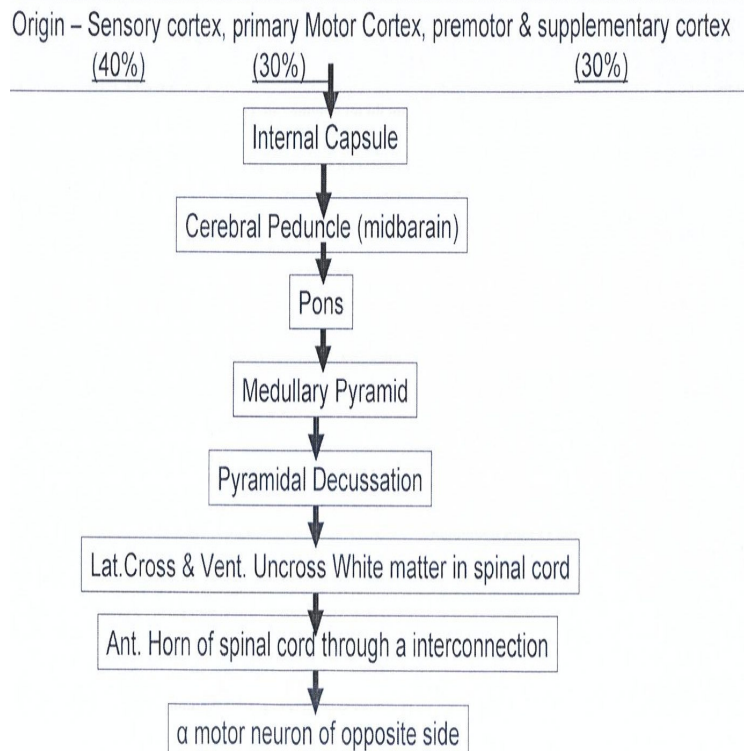 Origin – Sensory cortex, primary Motor Cortex, premotor & supplementary cortex
(40%) (30%) (30%)
Internal Capsule
Cerebral Peduncle (midbarain)
Pons
Medullary Pyramid
Pyramidal Decussation
Lat.Cross & Vent. Uncross White matter in spinal cord
Ant. Horn of spinal cord through a interconnection
α motor neuron of opposite side